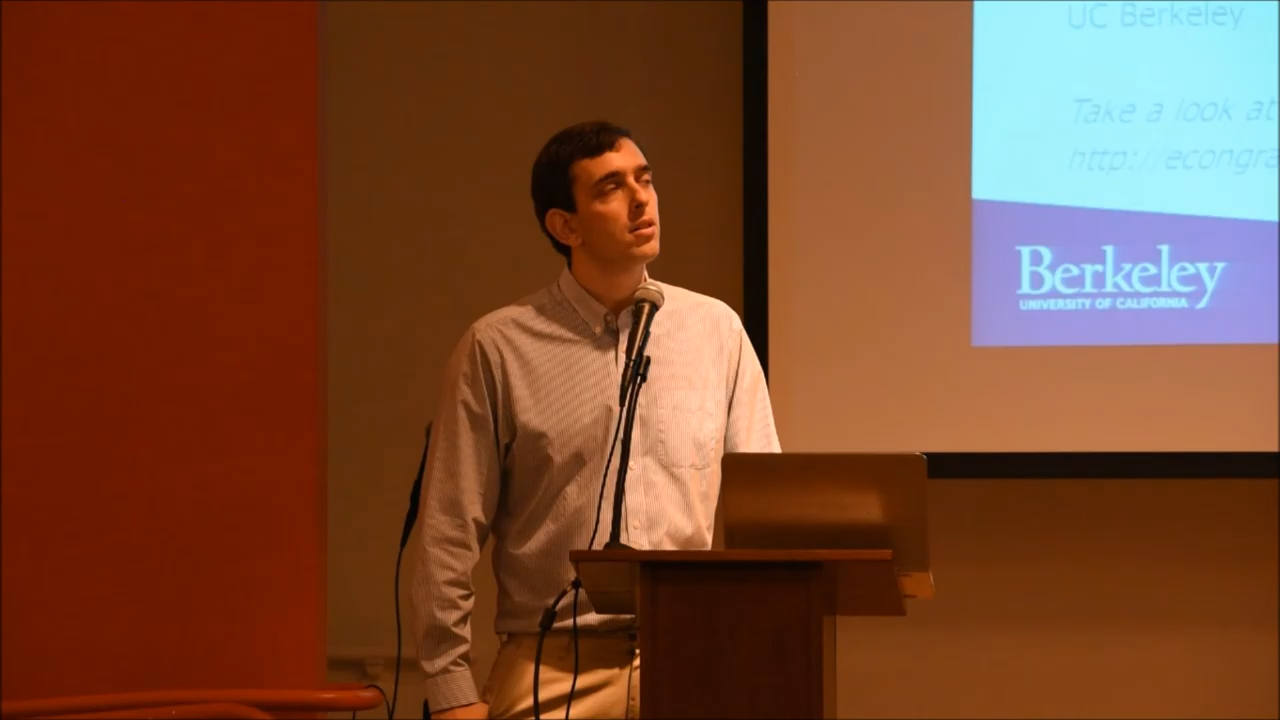 UC Berkeley
Take a look at
http://econgra
Berkeley
UNIVERSITY OF CALIFORNIA